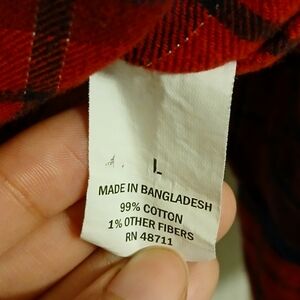 L
MADE IN BANGLADESH
99% COTTON
1% OTHER FIBERS
RN 48711